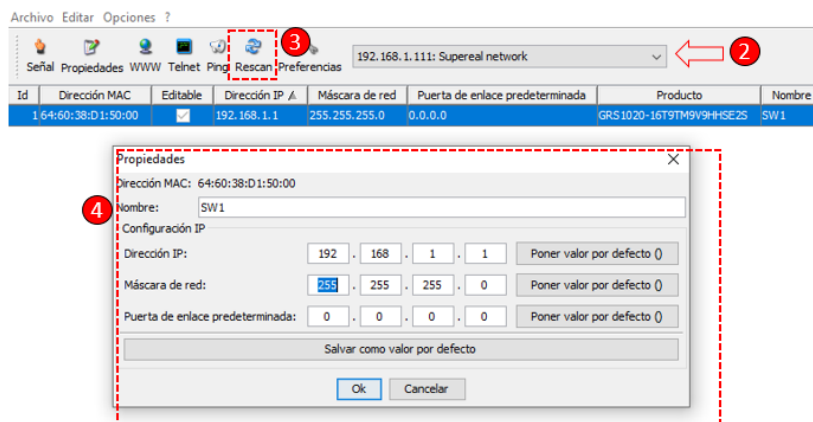 Archivo Editar Opciones ?
3
192.168.1.111: Supereal network
2
Señal Propiedades WWW Telnet Ping Rescan Preferencias
Id Dirección MAC Editable Dirección IP Máscara de red Puerta de enlace predeterminada Producto Nombre
1 64:60:38:D1:50:00 192.168.1.1 255.255.255.0 0.0.0.0 GRS1020-16T9TM9V9HHSE2S SW1
Propiedades
Dirección MAC: 64:60:38:D1:50:00
4
Nombre: SW1
Configuración IP
Dirección IP: 192 . 168 . 1 . 1 Poner valor por defecto ()
Máscara de red: 255 . 255 . 255 . 0 Poner valor por defecto ()
Puerta de enlace predeterminada: 0 . 0 . 0 . 0 Poner valor por defecto ()
Salvar como valor por defecto
Ok Cancelar